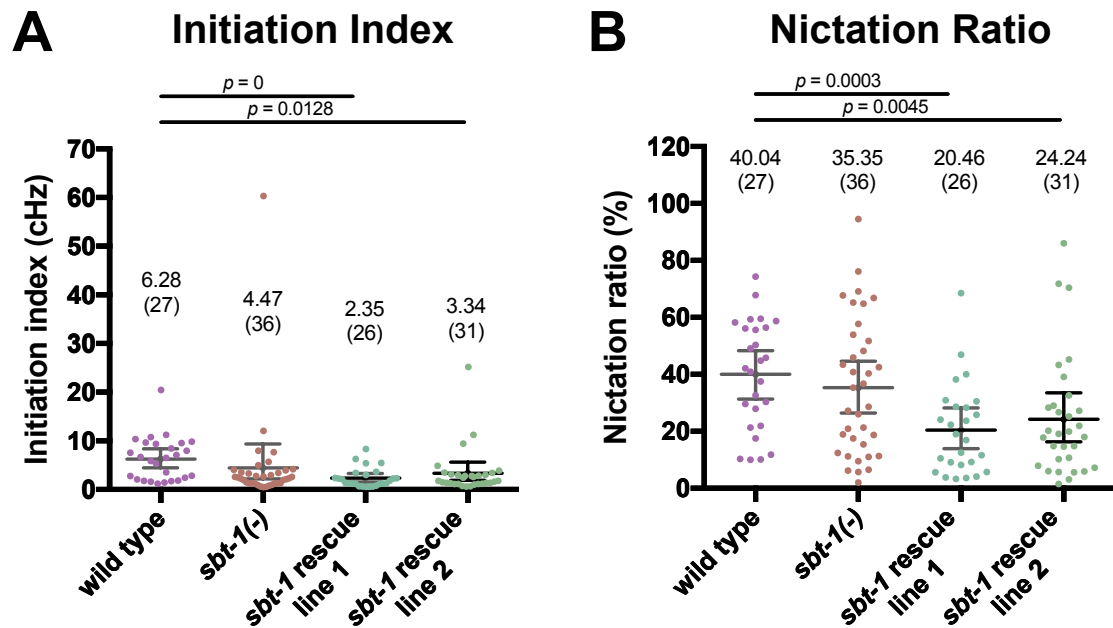 A
Initiation Index
p = 0
p = 0.0128
70
60
50
40
30
20
10
0
Initiation index (cHz)
6.28
(27)
4.47
(36)
2.35
(26)
3.34
(31)
wild type
sbt-1(-)
sbt-1 rescue
line 1
sbt-1 rescue
line 2
B
Nictation Ratio
p = 0.0003
p = 0.0045
120
100
80
60
40
20
0
Nictation ratio (%)
40.04
(27)
35.35
(36)
20.46
(26)
24.24
(31)
wild type
sbt-1(-)
sbt-1 rescue
line 1
sbt-1 rescue
line 2